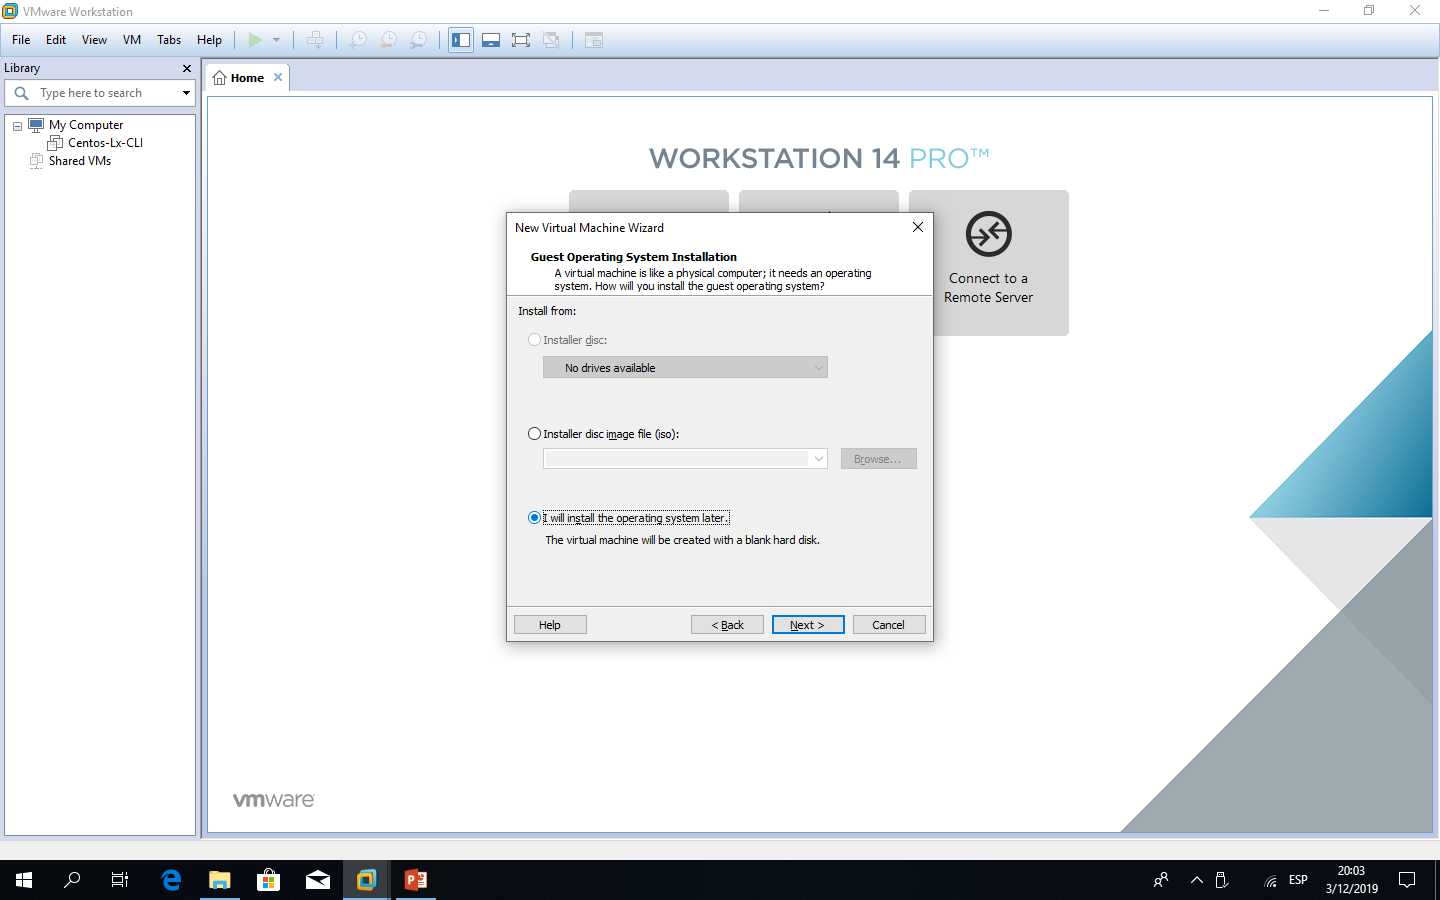 VMware Workstation
File Edit View VM Tabs Help
Library
Type here to search
My Computer
Centos-Lx-CLI
Shared VMs
Home
WORKSTATION 14 PRO™
Connect to a
Remote Server
New Virtual Machine Wizard
Guest Operating System Installation
A virtual machine is like a physical computer; it needs an operating
system. How will you install the guest operating system?
Install from:
Installer disc:
No drives available
Installer disc image file (iso):
Browse...
I will install the operating system later.
The virtual machine will be created with a blank hard disk.
Help < Back Next > Cancel
vmware
ESP
20:03
3/12/2019